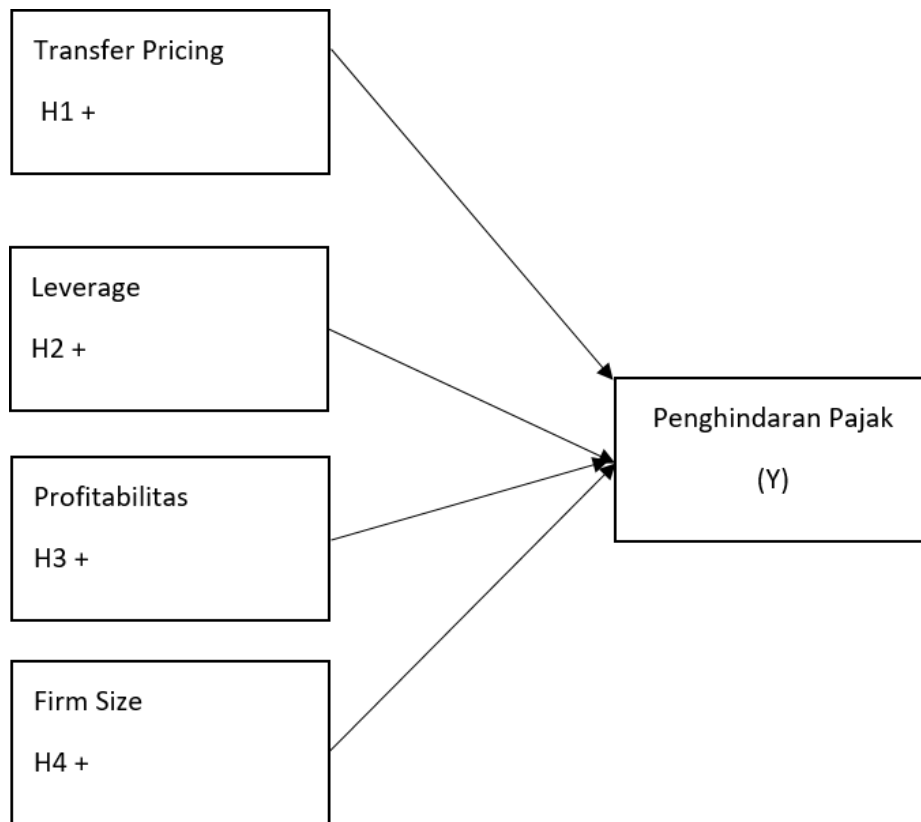 Transfer Pricing
H1 +
Leverage
H2 +
Profitabilitas
H3 +
Firm Size
H4 +
Penghindaran Pajak
(Y)